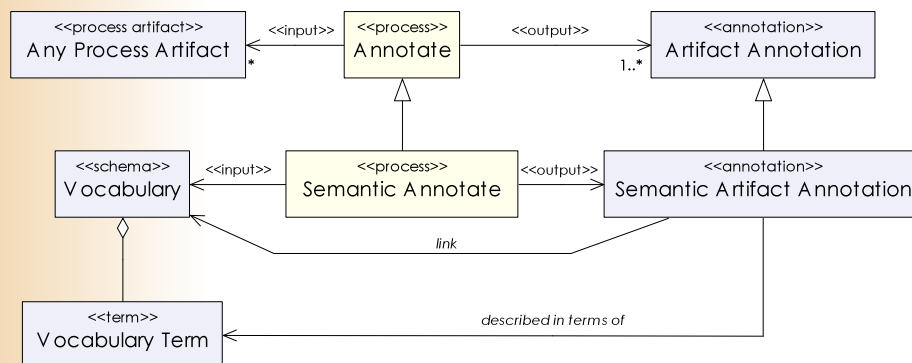 <<process artifact>>
Any Process Artifact
<<input>>
*
<<process>>
Annotate
<<output>>
1..*
<<annotation>>
Artifact Annotation
<<schema>>
Vocabulary
<<input>>
<<process>>
Semantic Annotate
<<output>>
<<annotation>>
Semantic Artifact Annotation
link
<<term>>
Vocabulary Term
described in terms of